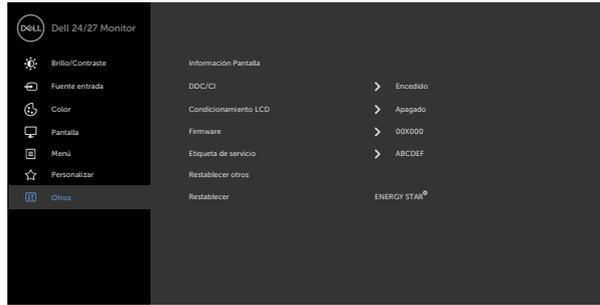 DELL Dell 24/27 Monitor
Brillo/Contraste
Información Pantalla
Fuente entrada
DDC/CI Encedido
Color
Condicionamiento LCD Apagado
Pantalla
Firmware 00X000
Menú
Etiqueta de servicio ABCDEF
Personalizar
Restablecer otros
Otros
Restablecer ENERGY STAR®